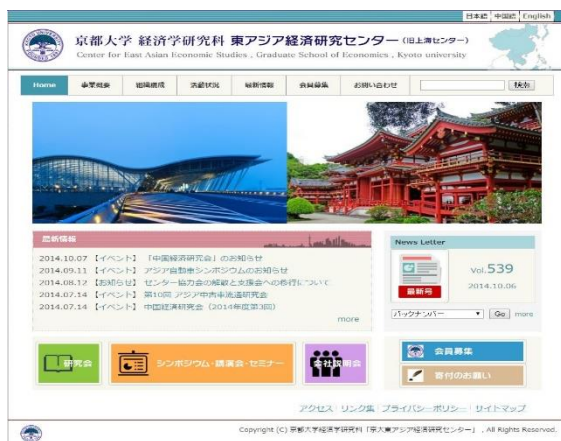 日本語 中国語 English
京都大学 経済学研究科 東アジア経済研究センター (旧上海センター)
Center for East Asian Economic Studies , Graduate School of Economics , Kyoto university
Home 事業概要 組織構成 活動状況 最新情報 会員募集 お問い合わせ 検索
最新情報
2014.10.07 【イベント】 「中国経済研究会」のお知らせ
2014.09.11 【イベント】 アジア自動車シンポジウムのお知らせ
2014.08.12 【お知らせ】 センター協力会の解散と支援会への移行について
2014.07.14 【イベント】 第10回 アジア中古車流通研究会
2014.07.14 【イベント】 中国経済研究会（2014年度第3回）
more
News Letter
最新号
Vol.539
2014.10.06
バックナンバー Go more
研究会
シンポジウム・講演会・セミナー
会社説明会
会員募集
寄付のお願い
アクセス リンク集 プライバシーポリシー サイトマップ
Copyright (C) 京都大学経済学研究科「京大東アジア経済研究センター」 , All Rights Reserved.